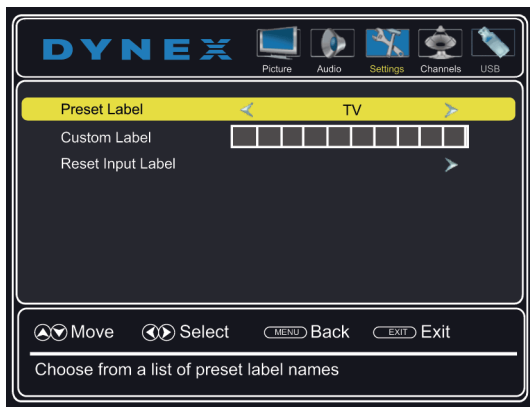 DYNEX
Picture Audio Settings Channels USB
Preset Label TV
Custom Label
Reset Input Label
Move Select MENU Back EXIT Exit
Choose from a list of preset label names